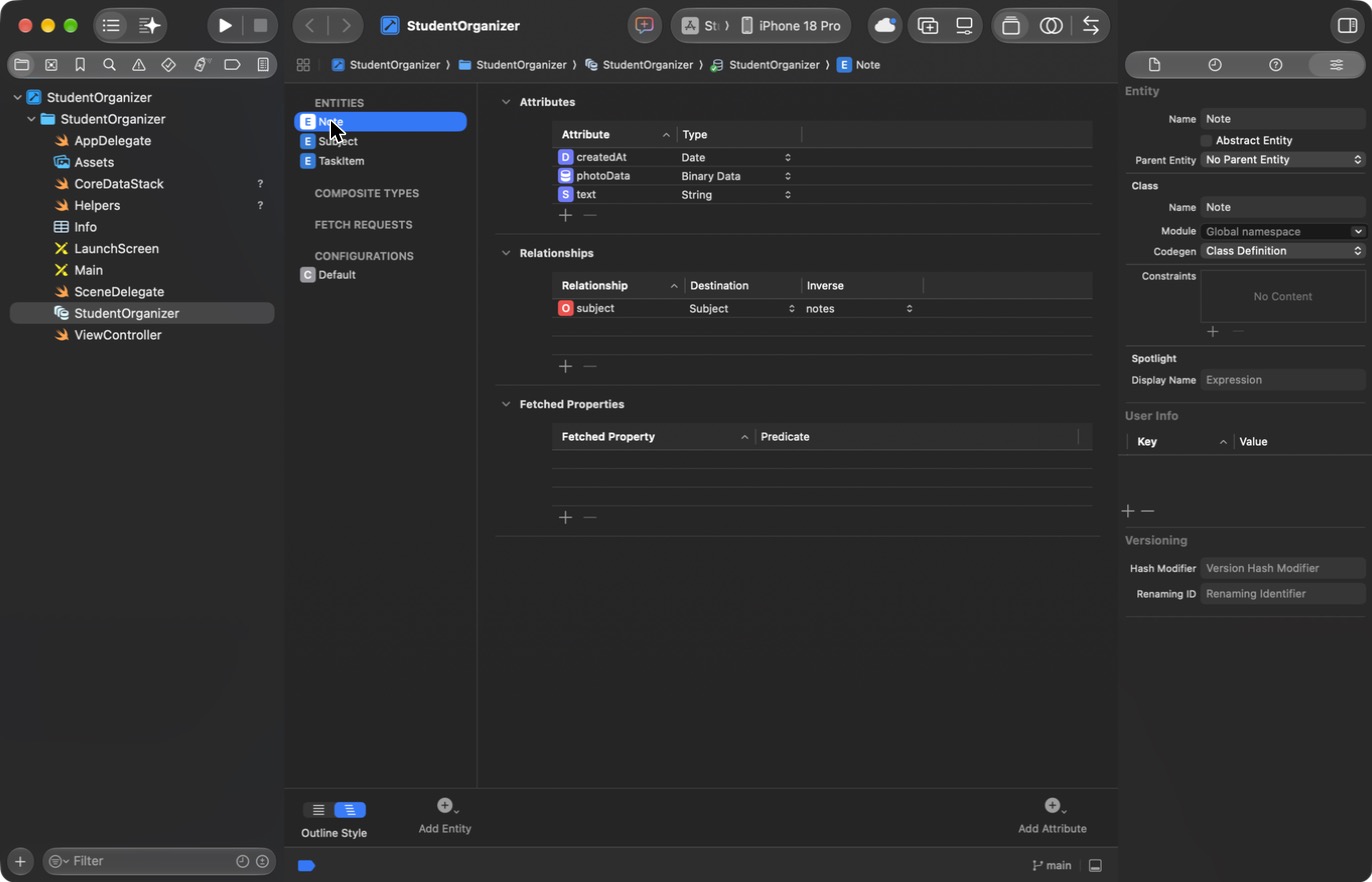 StudentOrganizer
St
iPhone 18 Pro
StudentOrganizer
StudentOrganizer
StudentOrganizer
StudentOrganizer
Note
StudentOrganizer
StudentOrganizer
AppDelegate
Assets
CoreDataStack ?
Helpers ?
Info
LaunchScreen
Main
SceneDelegate
StudentOrganizer
ViewController
Filter
ENTITIES
E Note
E Subject
E TaskItem
COMPOSITE TYPES
FETCH REQUESTS
CONFIGURATIONS
C Default
Attributes
Attribute Type
D createdAt Date
photoData Binary Data
S text String
Relationships
Relationship Destination Inverse
O subject Subject notes
Fetched Properties
Fetched Property Predicate
Outline Style
Add Entity
Add Attribute
main
Entity
Name Note
Abstract Entity
Parent Entity No Parent Entity
Class
Name Note
Module Global namespace
Codegen Class Definition
Constraints
No Content
Spotlight
Display Name Expression
User Info
Key Value
Versioning
Hash Modifier Version Hash Modifier
Renaming ID Renaming Identifier